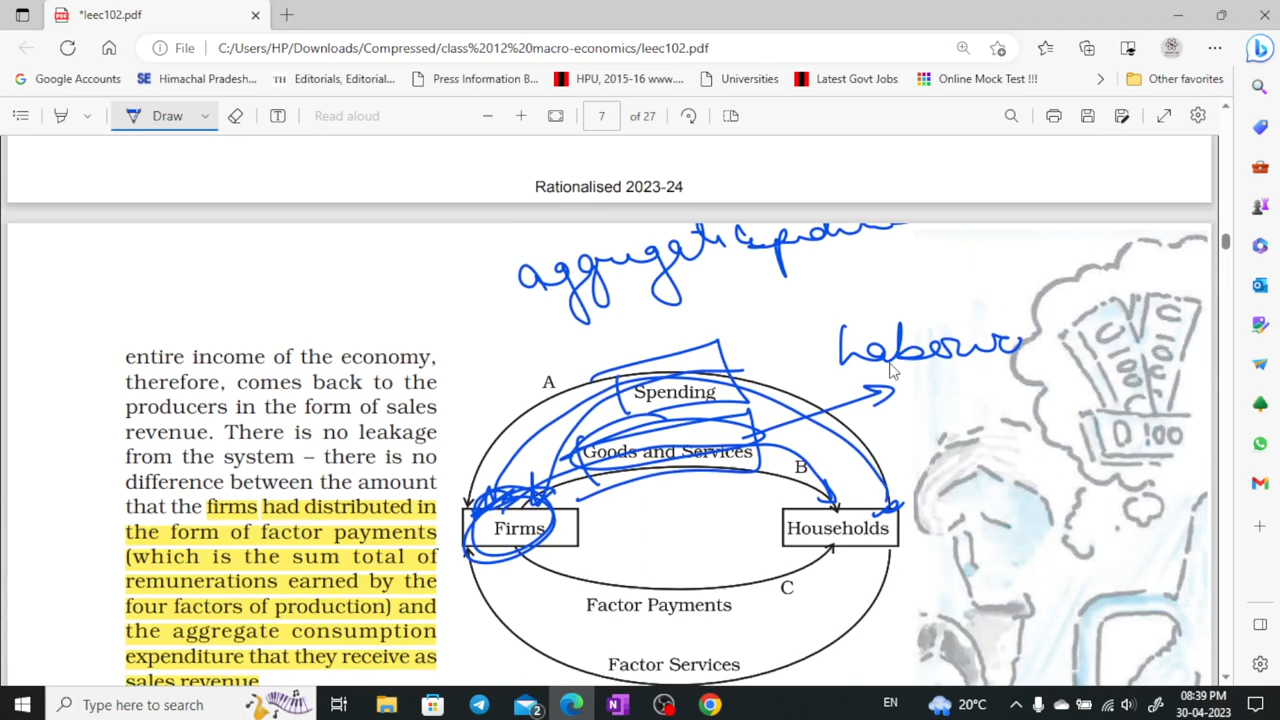 *leec102.pdf
File C:/Users/HP/Downloads/Compressed/class%2012%20macro-economics/leec102.pdf
Google Accounts
SE Himachal Pradesh...
TH Editorials, Editorial...
Press Information B...
HPU, 2015-16 www....
Universities
Latest Govt Jobs
Online Mock Test !!!
Other favorites
Draw
Read aloud
7 of 27
Rationalised 2023-24
aggregate
Labour
entire income of the economy,
therefore, comes back to the
producers in the form of sales
revenue. There is no leakage
from the system – there is no
difference between the amount
that the firms had distributed in
the form of factor payments
(which is the sum total of
remunerations earned by the
four factors of production) and
the aggregate consumption
expenditure that they receive as
sales revenue.
A
Spending
Goods and Services
B
Firms
Households
C
Factor Payments
Factor Services
100
Type here to search
2
EN
20°C
08:39 PM
30-04-2023